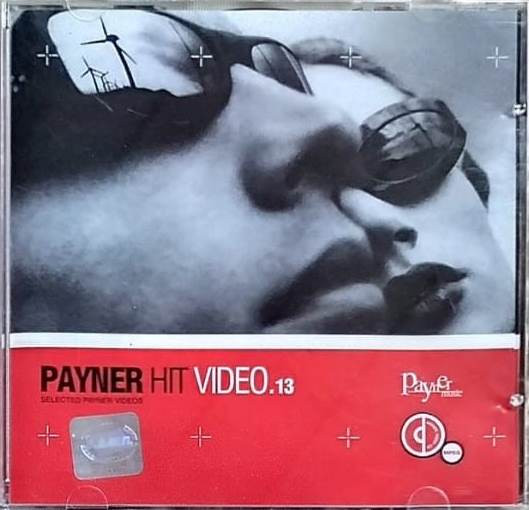 PAYNER HIT VIDEO.13
SELECTED PAYNER VIDEOS
Payner
music